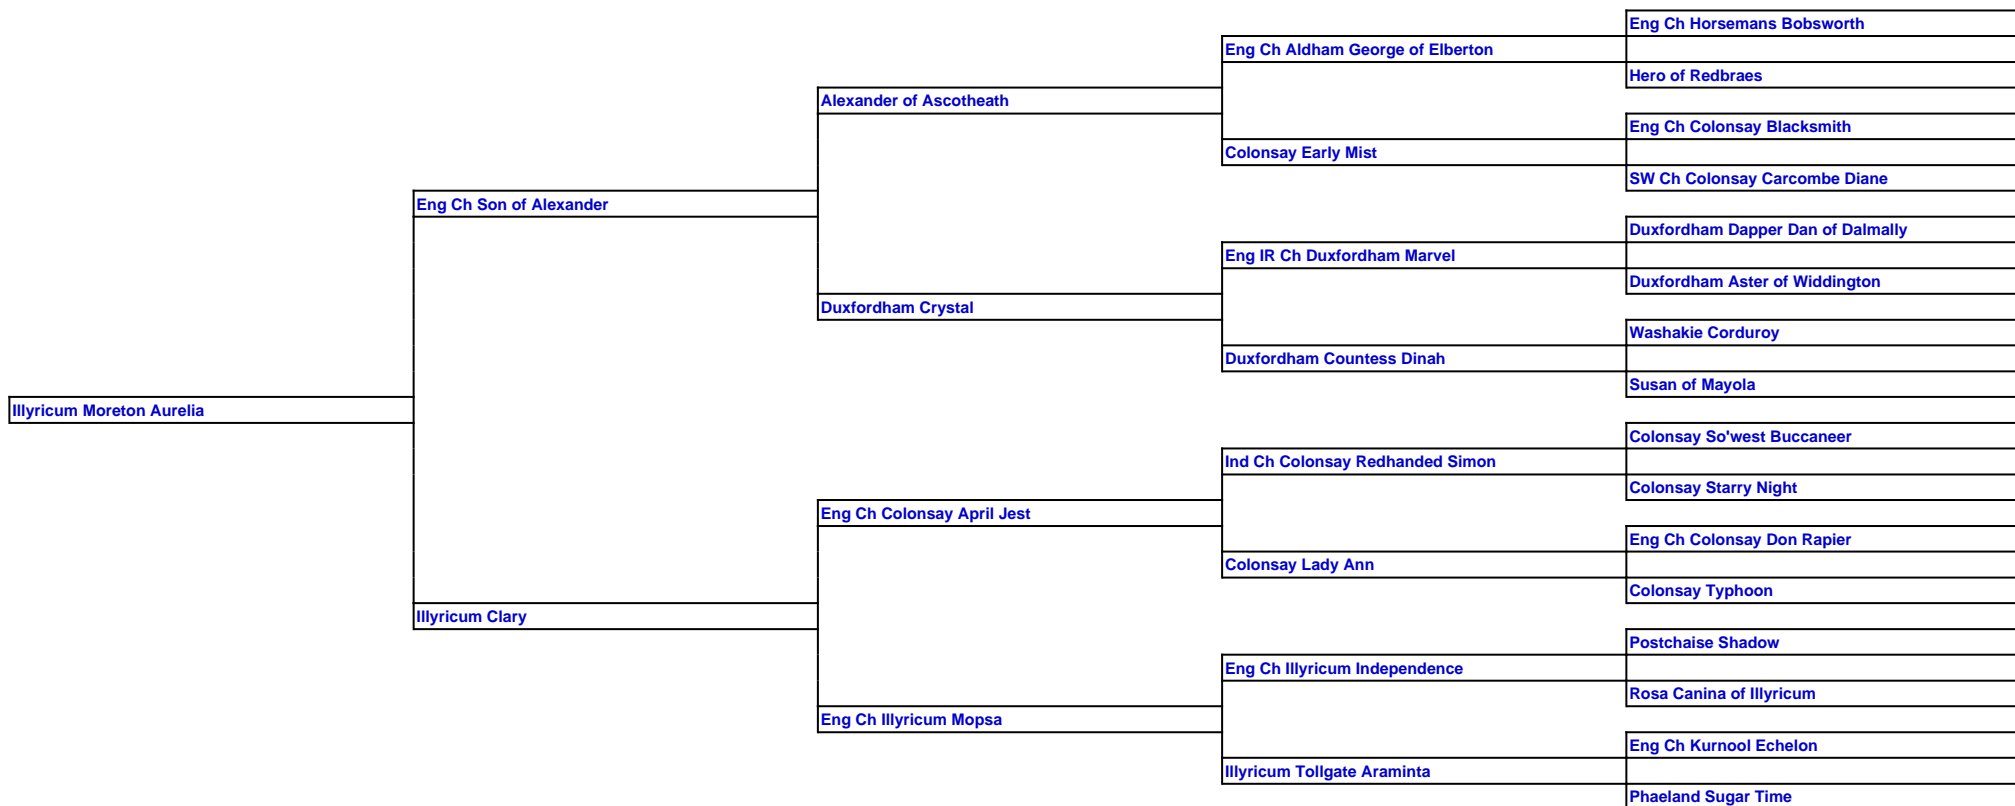 Eng Ch Horsemans Bobsworth
Eng Ch Aldham George of Elberton
Hero of Redbraes
Alexander of Ascotheath
Eng Ch Colonsay Blacksmith
Colonsay Early Mist
SW Ch Colonsay Carcombe Diane
Eng Ch Son of Alexander
Duxfordham Dapper Dan of Dalmally
Eng IR Ch Duxfordham Marvel
Duxfordham Aster of Widdington
Duxfordham Crystal
Washakie Corduroy
Duxfordham Countess Dinah
Susan of Mayola
Illyricum Moreton Aurelia
Colonsay So'west Buccaneer
Ind Ch Colonsay Redhanded Simon
Colonsay Starry Night
Eng Ch Colonsay April Jest
Eng Ch Colonsay Don Rapier
Colonsay Lady Ann
Colonsay Typhoon
Illyricum Clary
Postchaise Shadow
Eng Ch Illyricum Independence
Rosa Canina of Illyricum
Eng Ch Illyricum Mopsa
Eng Ch Kurnool Echelon
Illyricum Tollgate Araminta
Phaeland Sugar Time